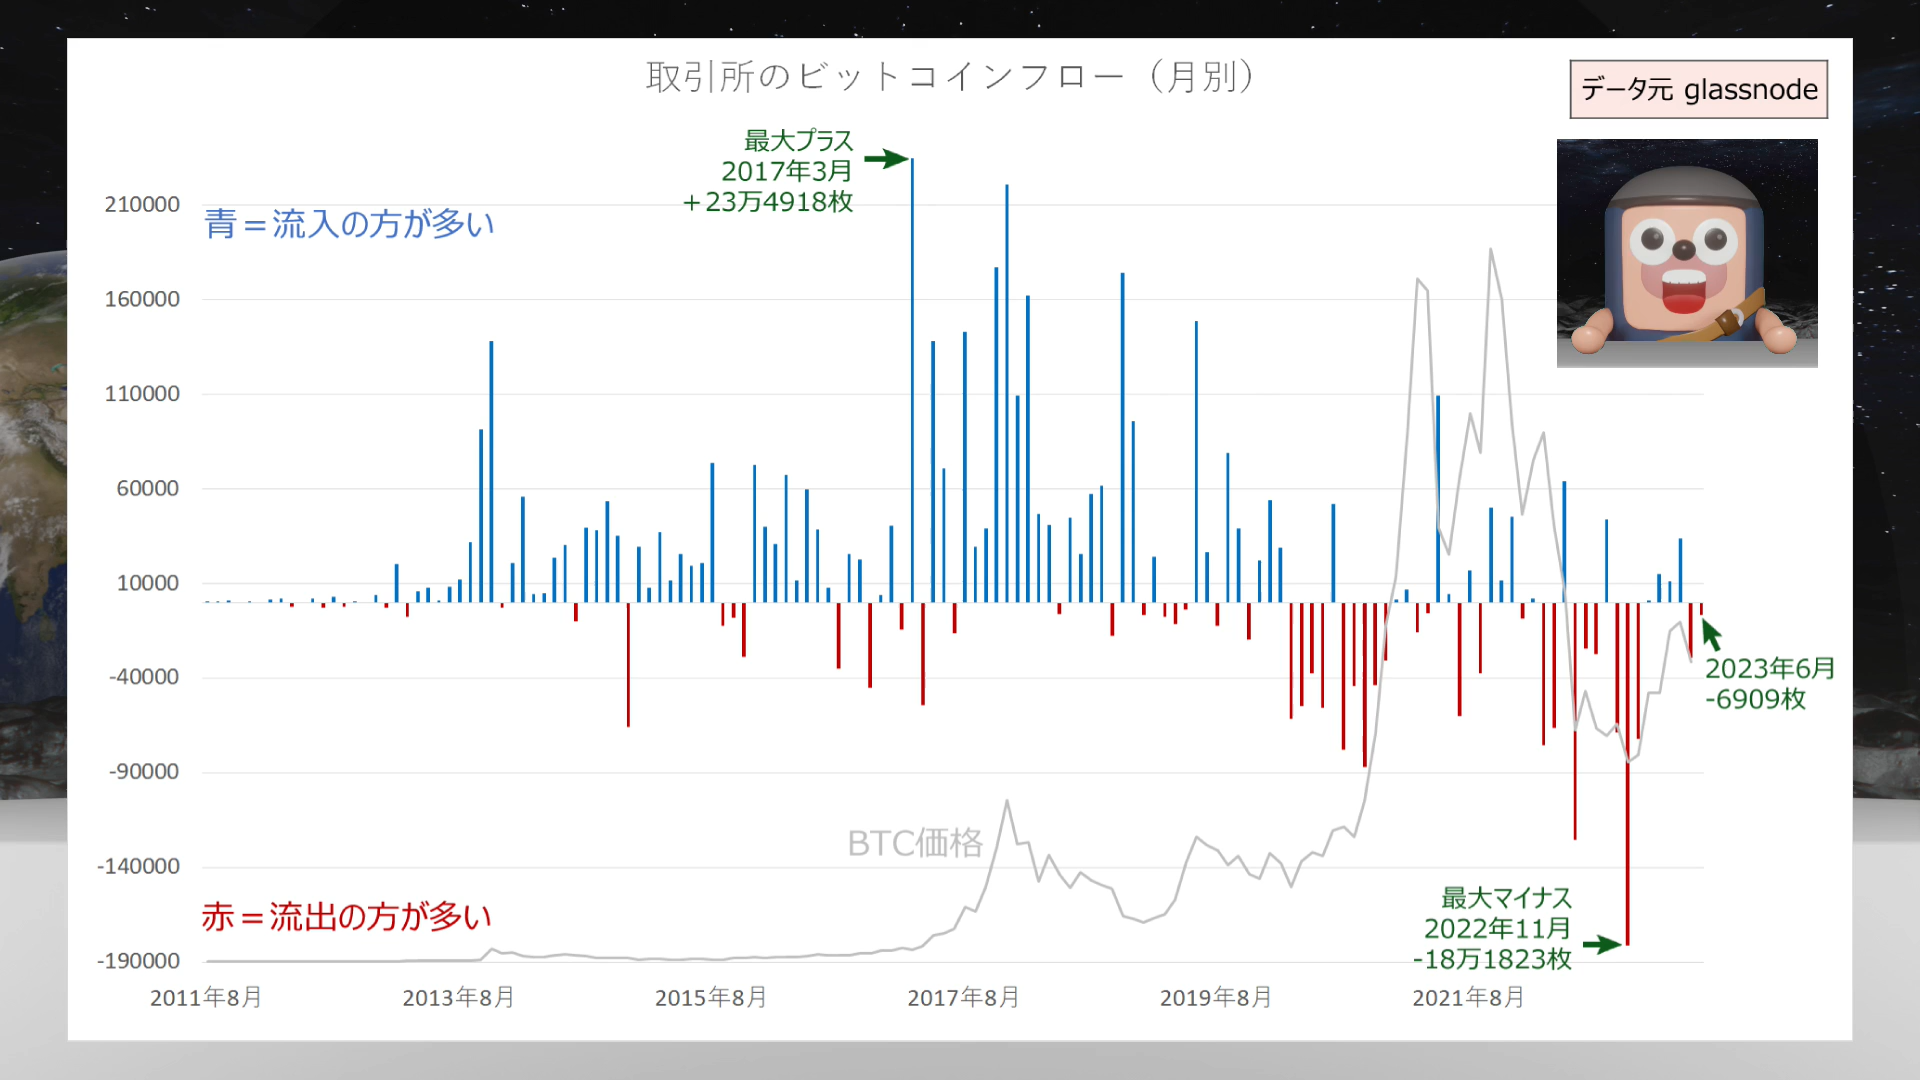 取引所のビットコインフロー（月別）
データ元 glassnode
最大プラス
2017年3月
＋23万4918枚
210000
青＝流入の方が多い
160000
110000
60000
10000
-40000
2023年6月
-6909枚
-90000
BTC価格
-140000
赤＝流出の方が多い
最大マイナス
2022年11月
-18万1823枚
-190000
2011年8月
2013年8月
2015年8月
2017年8月
2019年8月
2021年8月